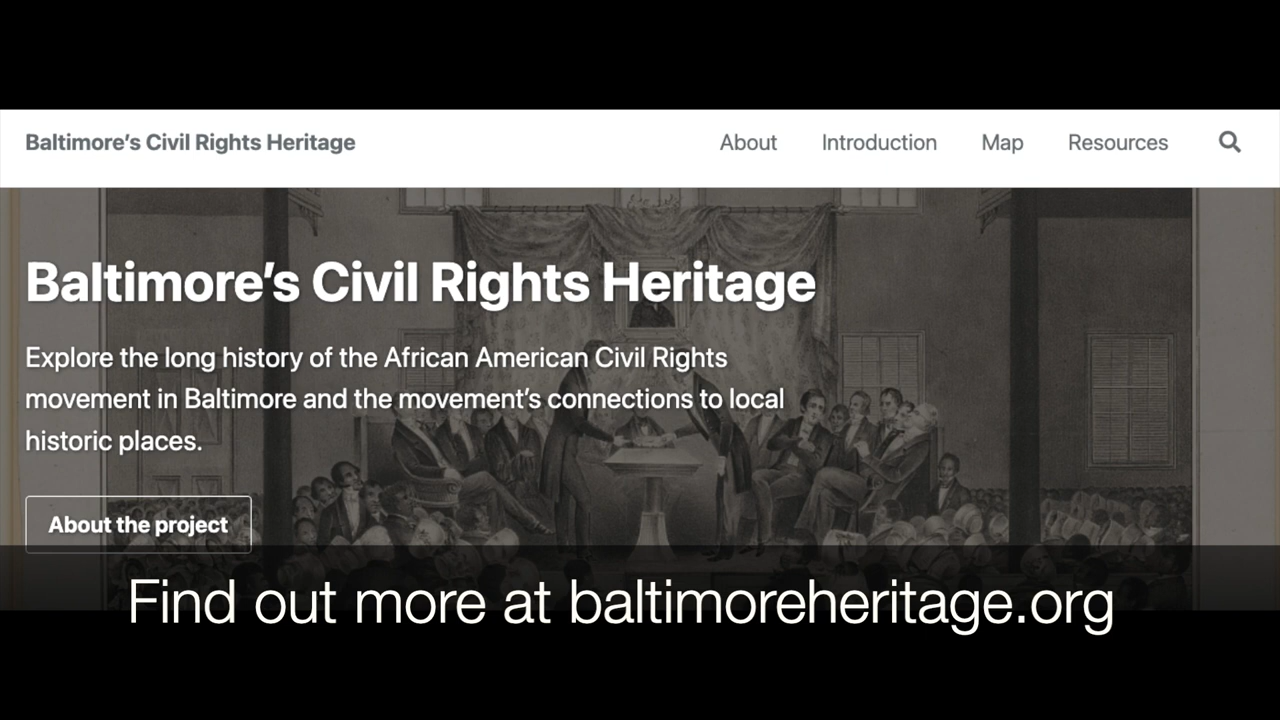 Baltimore’s Civil Rights Heritage
About
Introduction
Map
Resources
Baltimore’s Civil Rights Heritage
Explore the long history of the African American Civil Rights
movement in Baltimore and the movement’s connections to local
historic places.
About the project
Find out more at baltimoreheritage.org